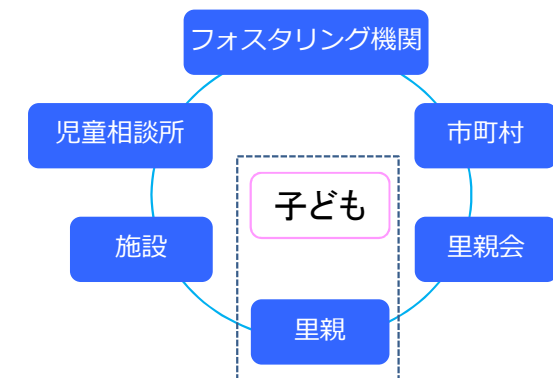 フォスタリング機関
児童相談所
市町村
子ども
施設
里親会
里親